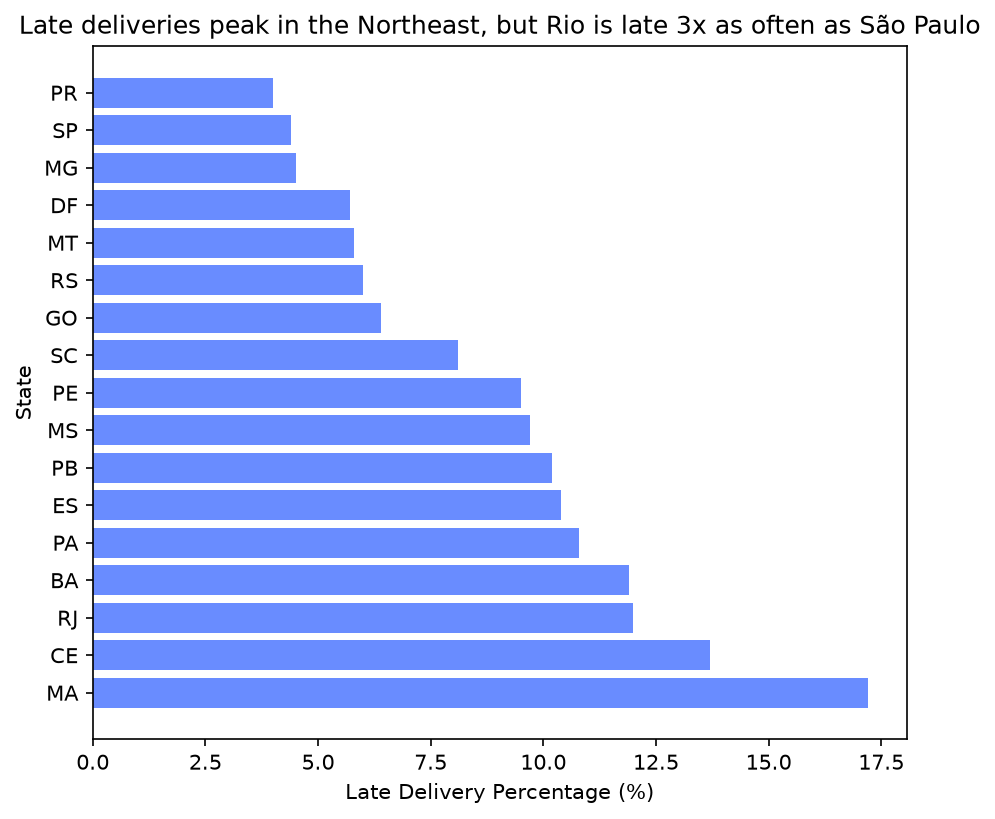 Late deliveries peak in the Northeast, but Rio is late 3x as often as São Paulo
State
PR
SP
MG
DF
MT
RS
GO
SC
PE
MS
PB
ES
PA
BA
RJ
CE
MA
0.0 2.5 5.0 7.5 10.0 12.5 15.0 17.5
Late Delivery Percentage (%)